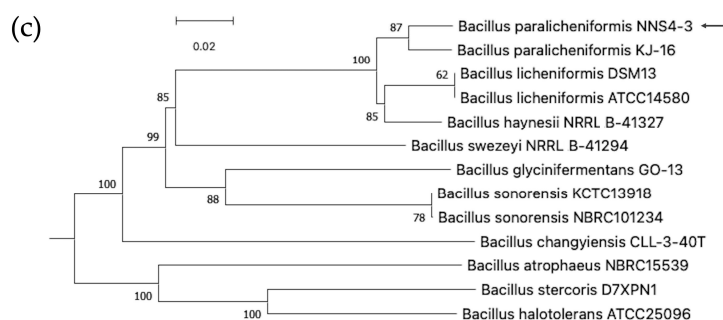 (c)
0.02
87
Bacillus paralicheniformis NNS4-3
Bacillus paralicheniformis KJ-16
100
62
Bacillus licheniformis DSM13
Bacillus licheniformis ATCC14580
85
85
Bacillus haynesii NRRL B-41327
99
Bacillus swezeyi NRRL B-41294
Bacillus glycinifermentans GO-13
100
88
Bacillus sonorensis KCTC13918
78
Bacillus sonorensis NBRC101234
Bacillus changyiensis CLL-3-40T
Bacillus atrophaeus NBRC15539
100
Bacillus stercoris D7XPN1
100
Bacillus halotolerans ATCC25096